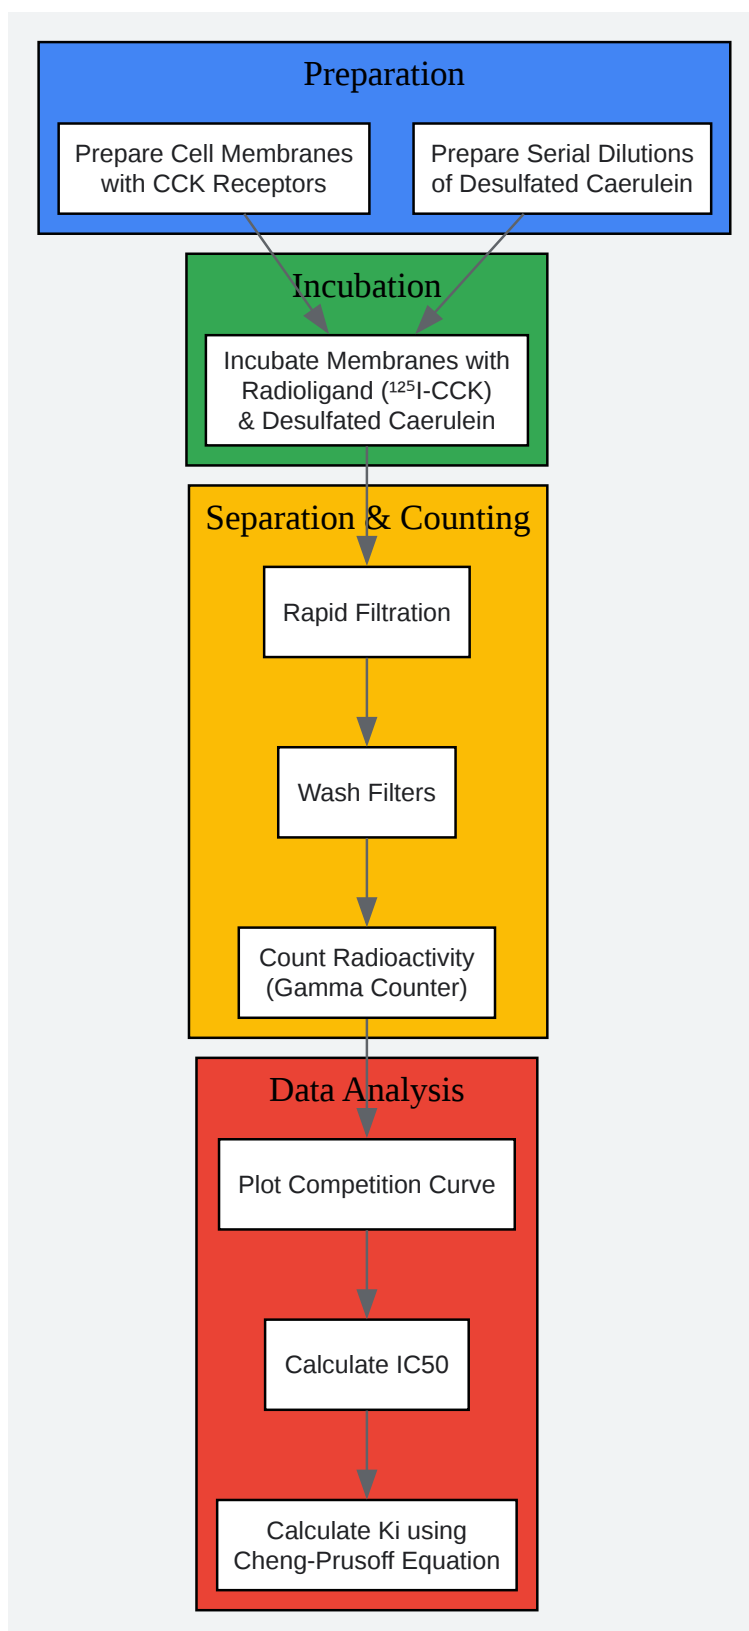 Preparation
Prepare Cell Membranes
with CCK Receptors
Prepare Serial Dilutions
of Desulfated Caerulein
Incubation
Incubate Membranes with
Radioligand (¹²⁵I-CCK)
& Desulfated Caerulein
Separation & Counting
Rapid Filtration
Wash Filters
Count Radioactivity
(Gamma Counter)
Data Analysis
Plot Competition Curve
Calculate IC50
Calculate Ki using
Cheng-Prusoff Equation